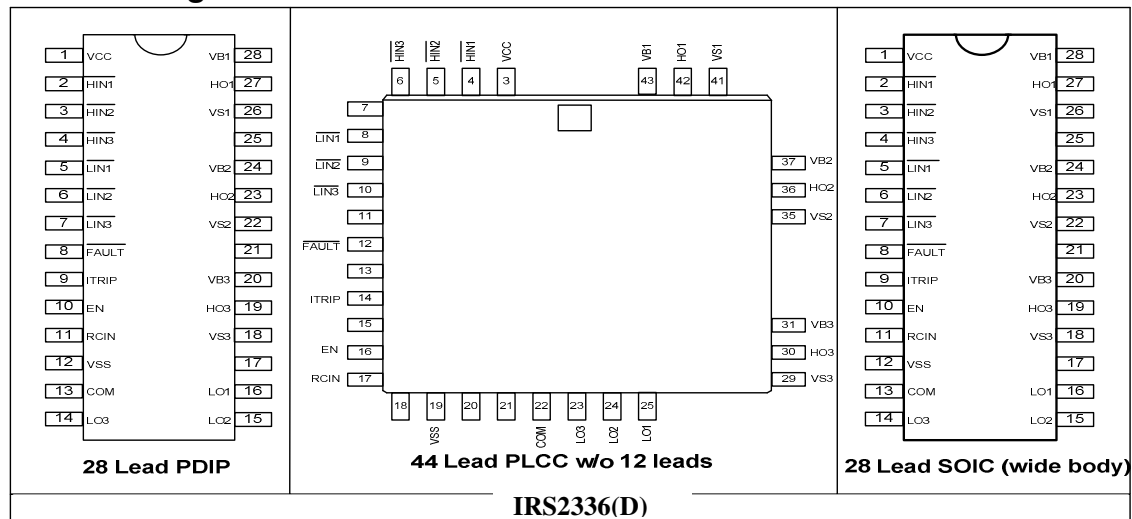 1 VCC VB1 28
2 HIN1 HO1 27
3 HIN2 VS1 26
4 HIN3 25
5 LIN1 VB2 24
6 LIN2 HO2 23
7 LIN3 VS2 22
8 FAULT 21
9 ITRIP VB3 20
10 EN HO3 19
11 RCIN VS3 18
12 VSS 17
13 COM LO1 16
14 LO3 LO2 15
28 Lead PDIP
HIN3 HIN2 HIN1 VCC VB1 HO1 VS1
6 5 4 3 43 42 41
7
LIN1 8
LIN2 9 37 VB2
LIN3 10 36 HO2
11 35 VS2
FAULT 12
13
ITRIP 14
15 31 VB3
EN 16 30 HO3
RCIN 17 29 VS3
18 19 20 21 22 23 24 25
VSS COM LO3 LO2 LO1
44 Lead PLCC w/o 12 leads
1 VCC VB1 28
2 HIN1 HO1 27
3 HIN2 VS1 26
4 HIN3 25
5 LIN1 VB2 24
6 LIN2 HO2 23
7 LIN3 VS2 22
8 FAULT 21
9 ITRIP VB3 20
10 EN HO3 19
11 RCIN VS3 18
12 VSS 17
13 COM LO1 16
14 LO3 LO2 15
28 Lead SOIC (wide body)
IRS2336(D)